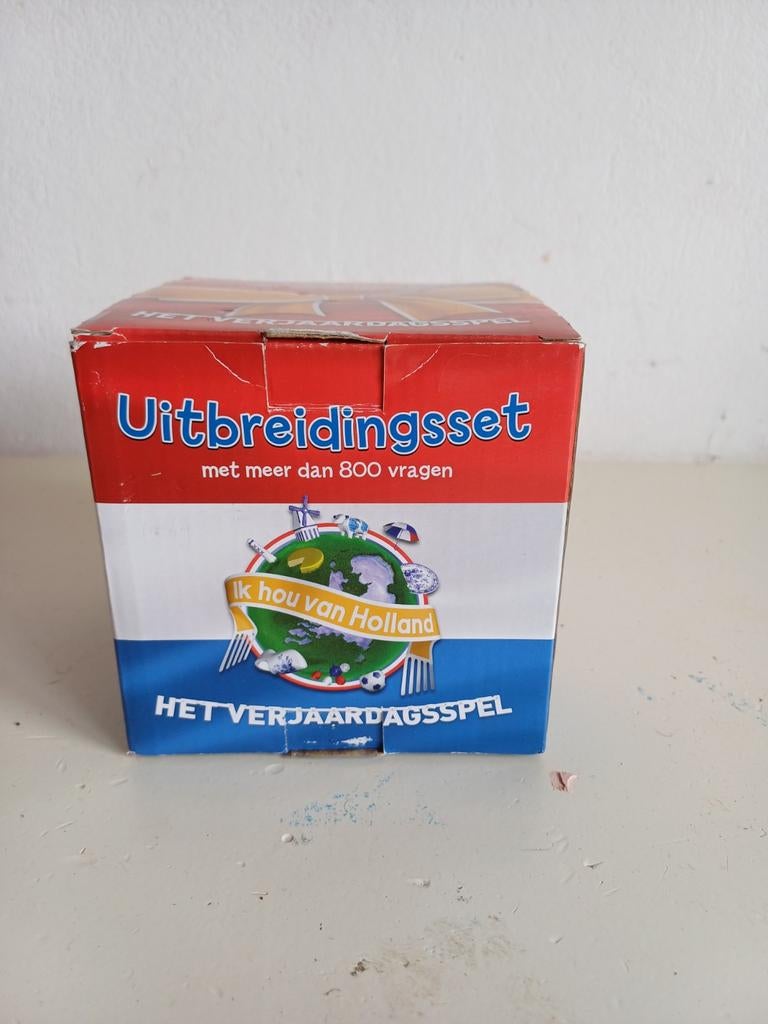 HET VERJAARDAGSSPEL
Uitbreidingsset
met meer dan 800 vragen
Ik hou van Holland
HET VERJAARDAGSSPEL